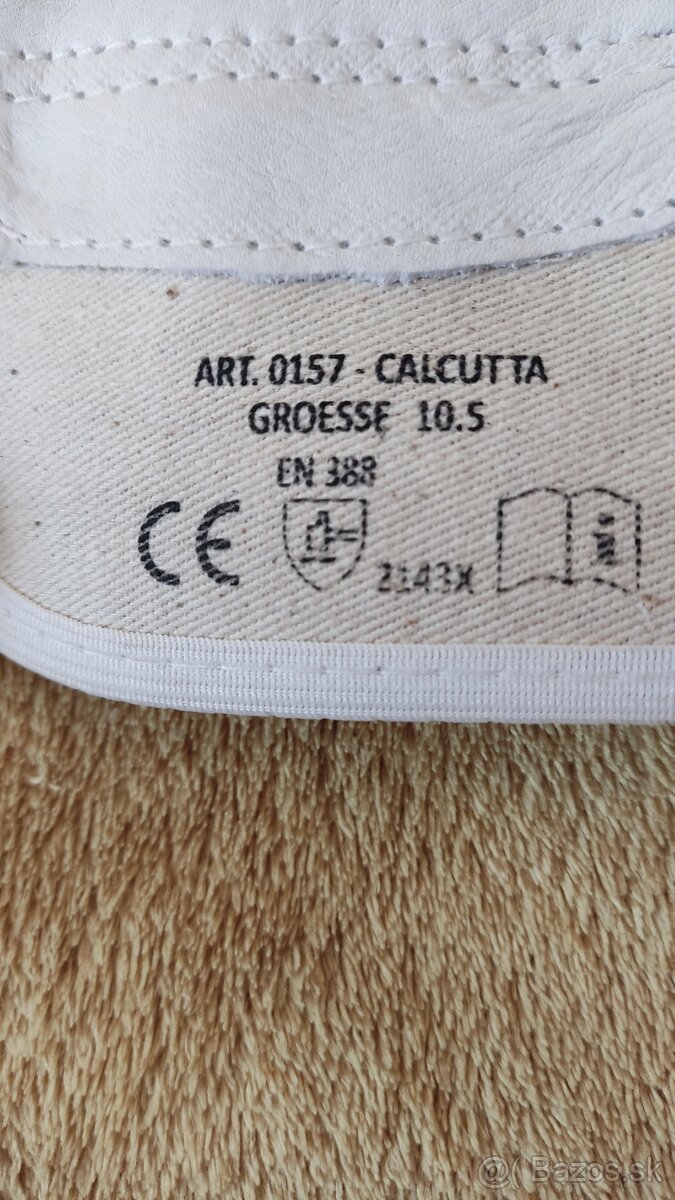 ART. 0157 - CALCUTTA
GROESSE 10.5
EN 388
CE
2143X
i
Bazos.sk